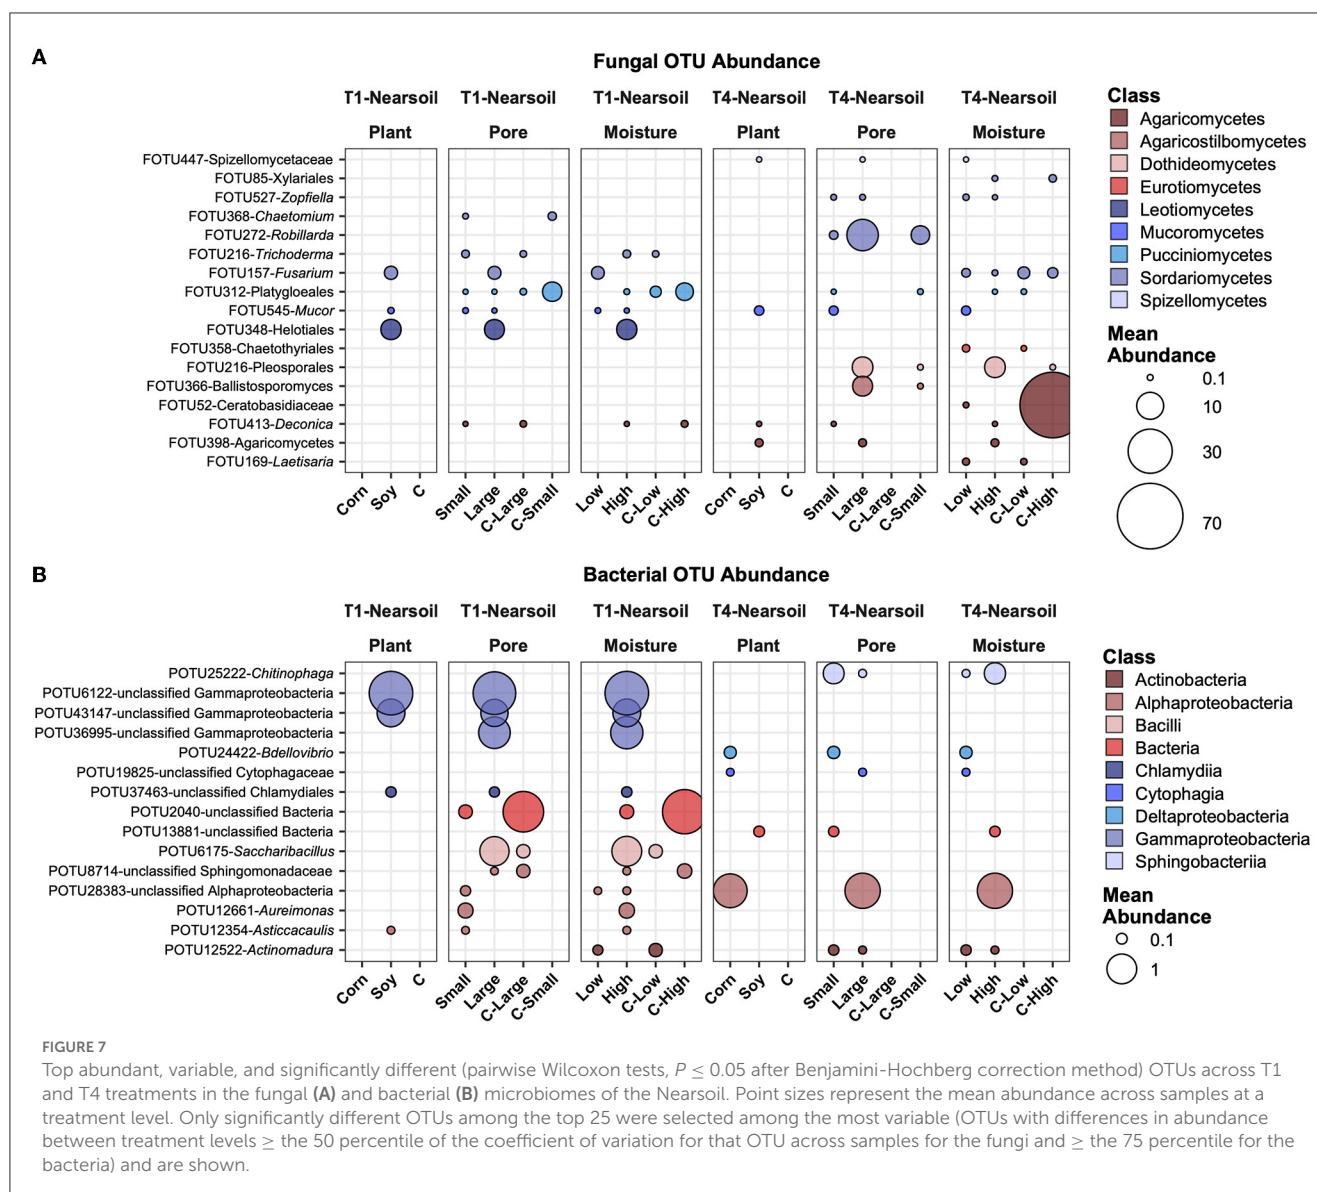 A
Fungal OTU Abundance
T1-Nearsoil T1-Nearsoil T1-Nearsoil T4-Nearsoil T4-Nearsoil T4-Nearsoil
Plant Pore Moisture Plant Pore Moisture
FOTU447-Spizellomycetaceae
FOTU85-Xylariales
FOTU527-Zopfiella
FOTU368-Chaetomium
FOTU272-Robillarda
FOTU216-Trichoderma
FOTU157-Fusarium
FOTU312-Platygloeales
FOTU545-Mucor
FOTU348-Helotiales
FOTU358-Chaetothyriales
FOTU216-Pleosporales
FOTU366-Ballistosporomyces
FOTU52-Ceratobasidiaceae
FOTU413-Deconica
FOTU398-Agaricomycetes
FOTU169-Laetisaria
Corn Soy C Small Large C-Large C-Small Low High C-Low C-High Corn Soy C Small Large C-Large C-Small Low High C-Low C-High
Class
Agaricomycetes
Agaricostilbomycetes
Dothideomycetes
Eurotiomycetes
Leotiomycetes
Mucoromycetes
Pucciniomycetes
Sordariomycetes
Spizellomycetes
Mean
Abundance
0.1
10
30
70
B
Bacterial OTU Abundance
T1-Nearsoil T1-Nearsoil T1-Nearsoil T4-Nearsoil T4-Nearsoil T4-Nearsoil
Plant Pore Moisture Plant Pore Moisture
POTU25222-Chitinophaga
POTU6122-unclassified Gammaproteobacteria
POTU43147-unclassified Gammaproteobacteria
POTU36995-unclassified Gammaproteobacteria
POTU24422-Bdellovibrio
POTU19825-unclassified Cytophagaceae
POTU37463-unclassified Chlamydiales
POTU2040-unclassified Bacteria
POTU13881-unclassified Bacteria
POTU6175-Saccharibacillus
POTU8714-unclassified Sphingomonadaceae
POTU28383-unclassified Alphaproteobacteria
POTU12661-Aureimonas
POTU12354-Asticcacaulis
POTU12522-Actinomadura
Corn Soy C Small Large C-Large C-Small Low High C-Low C-High Corn Soy C Small Large C-Large C-Small Low High C-Low C-High
Class
Actinobacteria
Alphaproteobacteria
Bacilli
Bacteria
Chlamydiia
Cytophagia
Deltaproteobacteria
Gammaproteobacteria
Sphingobacteriia
Mean
Abundance
0.1
1
FIGURE 7
Top abundant, variable, and significantly different (pairwise Wilcoxon tests, P ≤ 0.05 after Benjamini-Hochberg correction method) OTUs across T1
and T4 treatments in the fungal (A) and bacterial (B) microbiomes of the Nearsoil. Point sizes represent the mean abundance across samples at a
treatment level. Only significantly different OTUs among the top 25 were selected among the most variable (OTUs with differences in abundance
between treatment levels ≥ the 50 percentile of the coefficient of variation for that OTU across samples for the fungi and ≥ the 75 percentile for the
bacteria) and are shown.